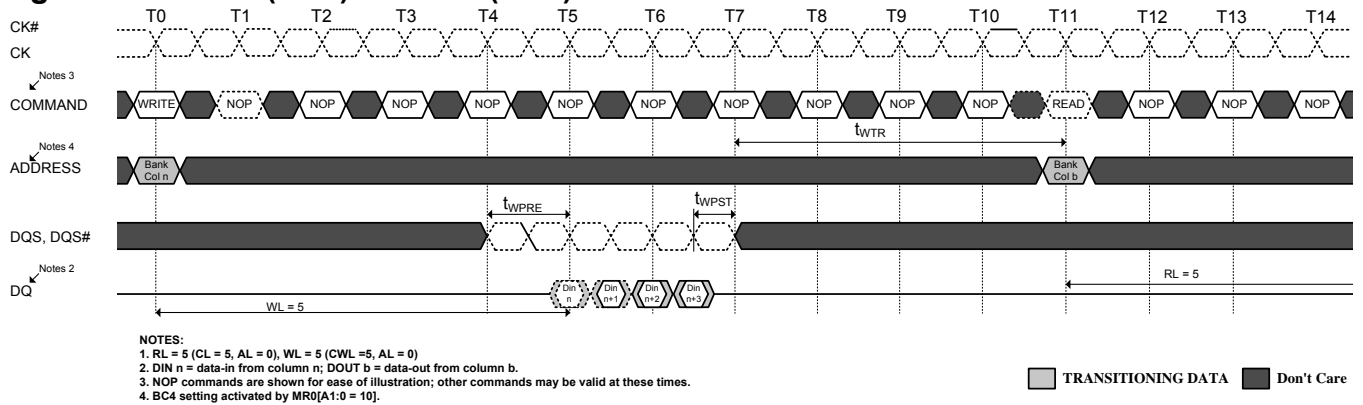 T0 T1 T2 T3 T4 T5 T6 T7 T8 T9 T10 T11 T12 T13 T14
CK#
CK
Notes 3
COMMAND
WRITE NOP NOP NOP NOP NOP NOP NOP NOP NOP NOP READ NOP NOP NOP
tWTR
Notes 4
ADDRESS
Bank
Col n
Bank
Col b
tWPRE
tWPST
DQS, DQS#
Notes 2
DQ
Din
n
Din
n+1
Din
n+2
Din
n+3
RL = 5
WL = 5
NOTES:
1. RL = 5 (CL = 5, AL = 0), WL = 5 (CWL =5, AL = 0)
2. DIN n = data-in from column n; DOUT b = data-out from column b.
3. NOP commands are shown for ease of illustration; other commands may be valid at these times.
4. BC4 setting activated by MR0[A1:0 = 10].
TRANSITIONING DATA
Don't Care